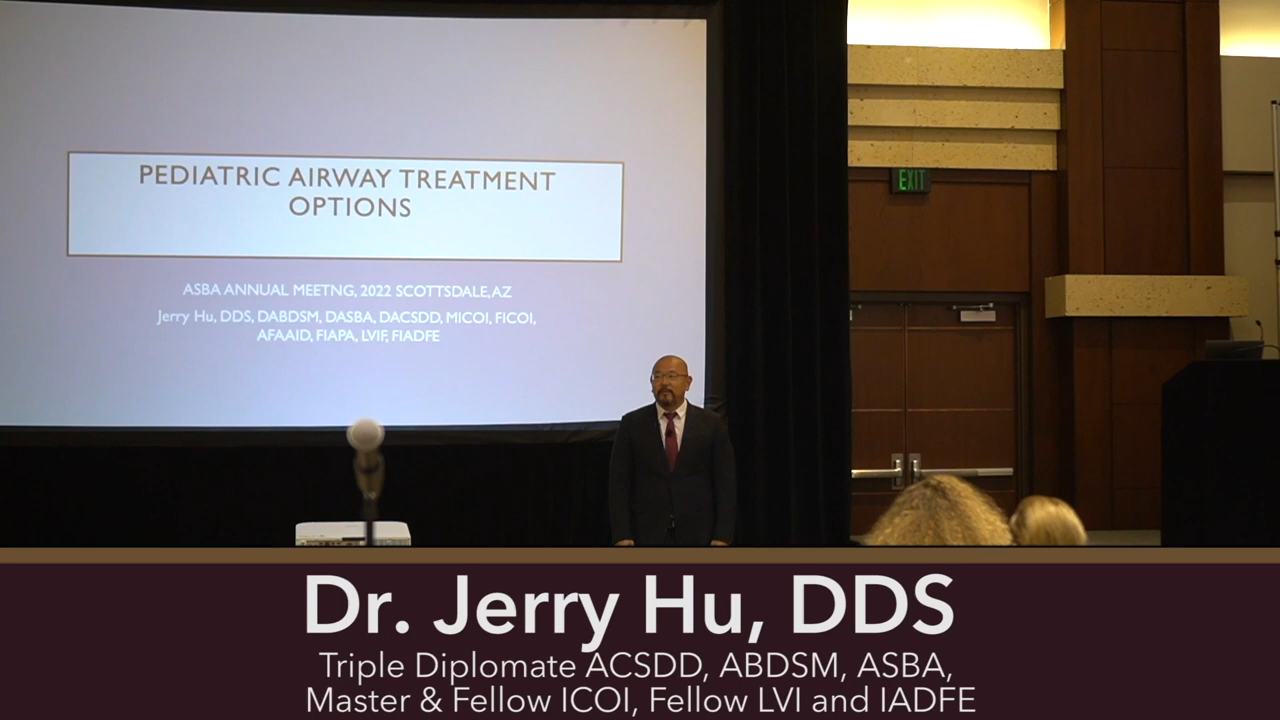 PEDIATRIC AIRWAY TREATMENT
OPTIONS
ASBA ANNUAL MEETNG, 2022 SCOTTSDALE, AZ
Jerry Hu, DDS, DABDSM, DASBA, DACSDD, MICOI, FICOI,
AFAAID, FIAPA, LVIF, FIADFE
EXIT
Dr. Jerry Hu, DDS
Triple Diplomate ACSDD, ABDSM, ASBA,
Master & Fellow ICOI, Fellow LVI and IADFE